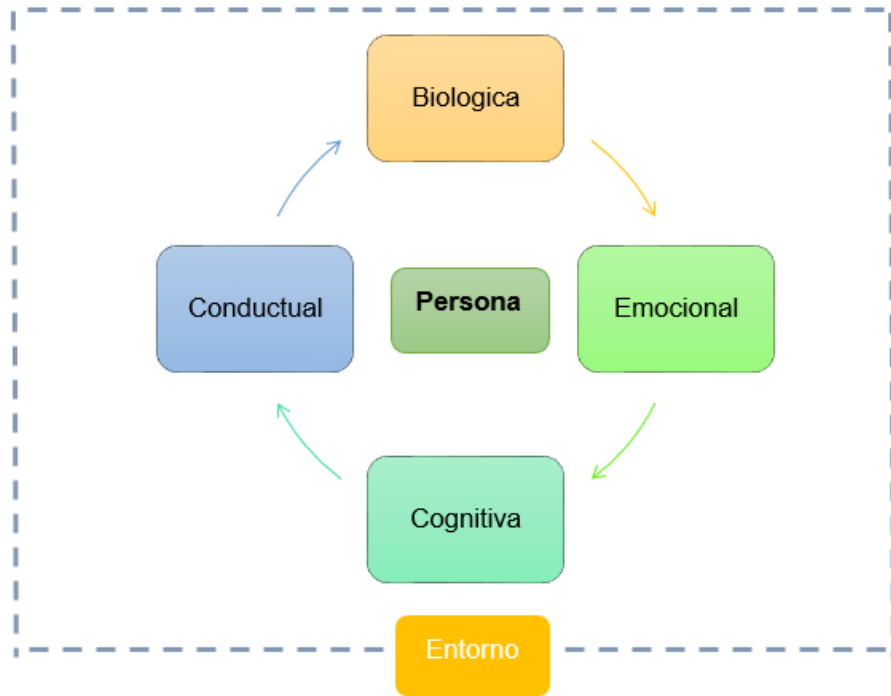 Biologica
Conductual
Persona
Emocional
Cognitiva
Entorno